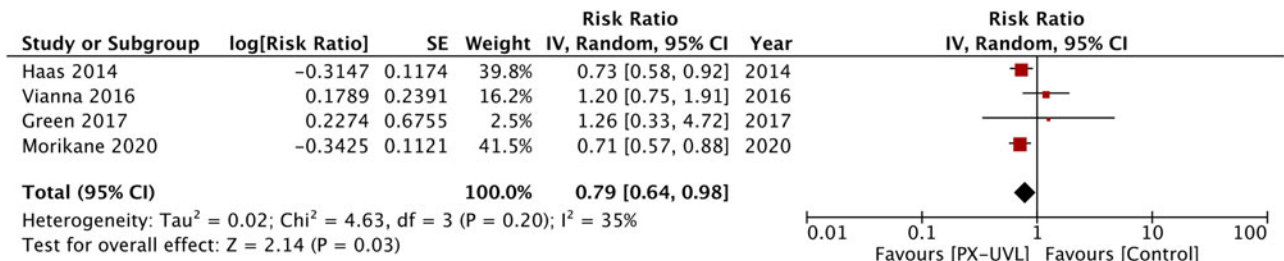 Risk Ratio Risk Ratio
Study or Subgroup log[Risk Ratio] SE Weight IV, Random, 95% CI Year IV, Random, 95% CI
Haas 2014 −0.3147 0.1174 39.8% 0.73 [0.58, 0.92] 2014
Vianna 2016 0.1789 0.2391 16.2% 1.20 [0.75, 1.91] 2016
Green 2017 0.2274 0.6755 2.5% 1.26 [0.33, 4.72] 2017
Morikane 2020 −0.3425 0.1121 41.5% 0.71 [0.57, 0.88] 2020
Total (95% CI) 100.0% 0.79 [0.64, 0.98]
Heterogeneity: Tau² = 0.02; Chi² = 4.63, df = 3 (P = 0.20); I² = 35%
Test for overall effect: Z = 2.14 (P = 0.03)
0.01 0.1 1 10 100
Favours [PX-UVL] Favours [Control]